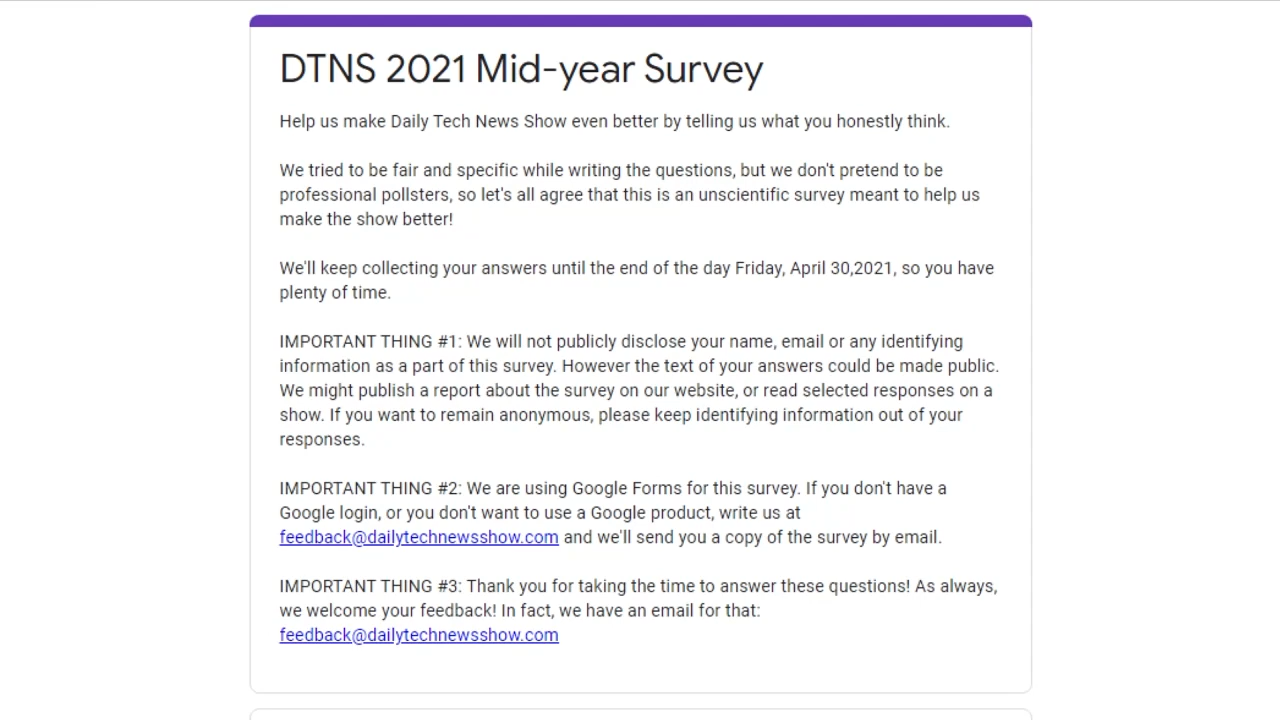 DTNS 2021 Mid-year Survey
Help us make Daily Tech News Show even better by telling us what you honestly think.
We tried to be fair and specific while writing the questions, but we don't pretend to be
professional pollsters, so let's all agree that this is an unscientific survey meant to help us
make the show better!
We'll keep collecting your answers until the end of the day Friday, April 30,2021, so you have
plenty of time.
IMPORTANT THING #1: We will not publicly disclose your name, email or any identifying
information as a part of this survey. However the text of your answers could be made public.
We might publish a report about the survey on our website, or read selected responses on a
show. If you want to remain anonymous, please keep identifying information out of your
responses.
IMPORTANT THING #2: We are using Google Forms for this survey. If you don't have a
Google login, or you don't want to use a Google product, write us at
feedback@dailytechnewsshow.com and we'll send you a copy of the survey by email.
IMPORTANT THING #3: Thank you for taking the time to answer these questions! As always,
we welcome your feedback! In fact, we have an email for that:
feedback@dailytechnewsshow.com